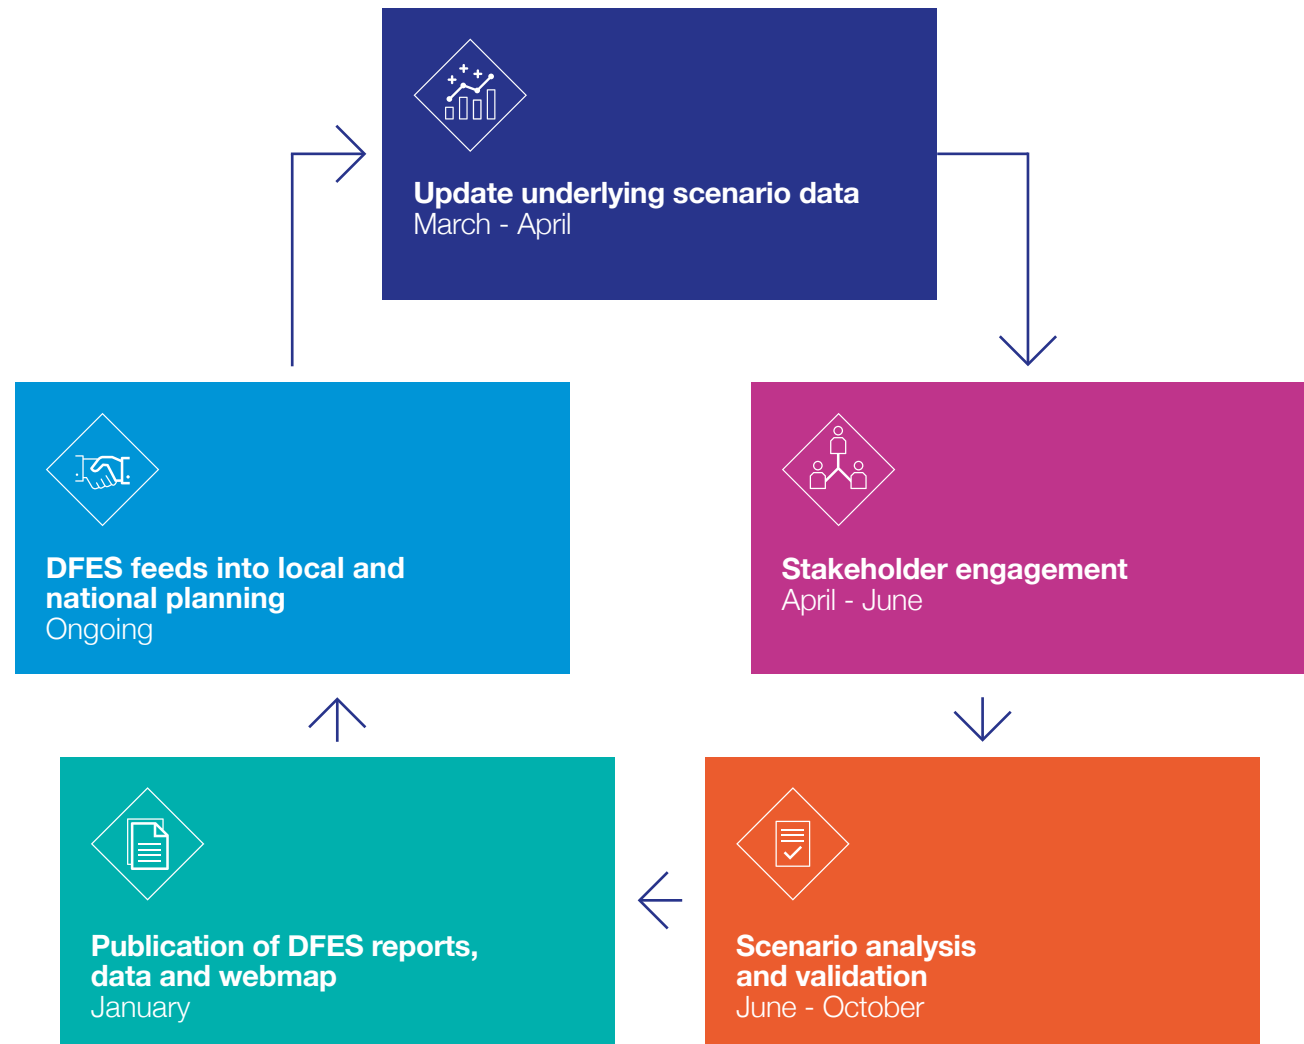 Update underlying scenario data
March - April
Stakeholder engagement
April - June
Scenario analysis
and validation
June - October
Publication of DFES reports,
data and webmap
January
DFES feeds into local and
national planning
Ongoing